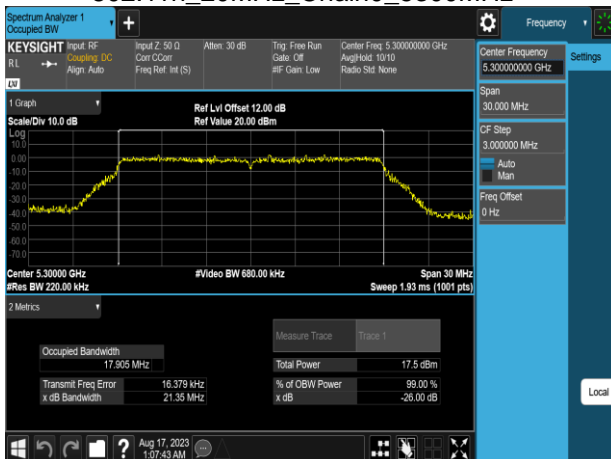 Spectrum Analyzer 1
Occupied BW
+
Frequency
KEYSIGHT
RL
LXI
Input: RF
Coupling: DC
Align: Auto
Input Z: 50 Ω
Corr CCorr
Freq Ref: Int (S)
Atten: 30 dB
Trig: Free Run
Gate: Off
#IF Gain: Low
Center Freq: 5.300000000 GHz
Avg|Hold: 10/10
Radio Std: None
Center Frequency
5.300000000 GHz
Settings
Span
30.000 MHz
CF Step
3.000000 MHz
Auto
Man
Freq Offset
0 Hz
Local
1 Graph
Scale/Div 10.0 dB
Ref Lvl Offset 12.00 dB
Ref Value 20.00 dBm
Log
10.0
0.00
-10.0
-20.0
-30.0
-40.0
-50.0
-60.0
-70.0
Center 5.30000 GHz
#Res BW 220.00 kHz
#Video BW 680.00 kHz
Span 30 MHz
Sweep 1.93 ms (1001 pts)
2 Metrics
Measure Trace
Trace 1
Occupied Bandwidth
17.905 MHz
Total Power
17.5 dBm
Transmit Freq Error
16.379 kHz
% of OBW Power
99.00 %
x dB Bandwidth
21.35 MHz
x dB
-26.00 dB
?
Aug 17, 2023
1:07:43 AM